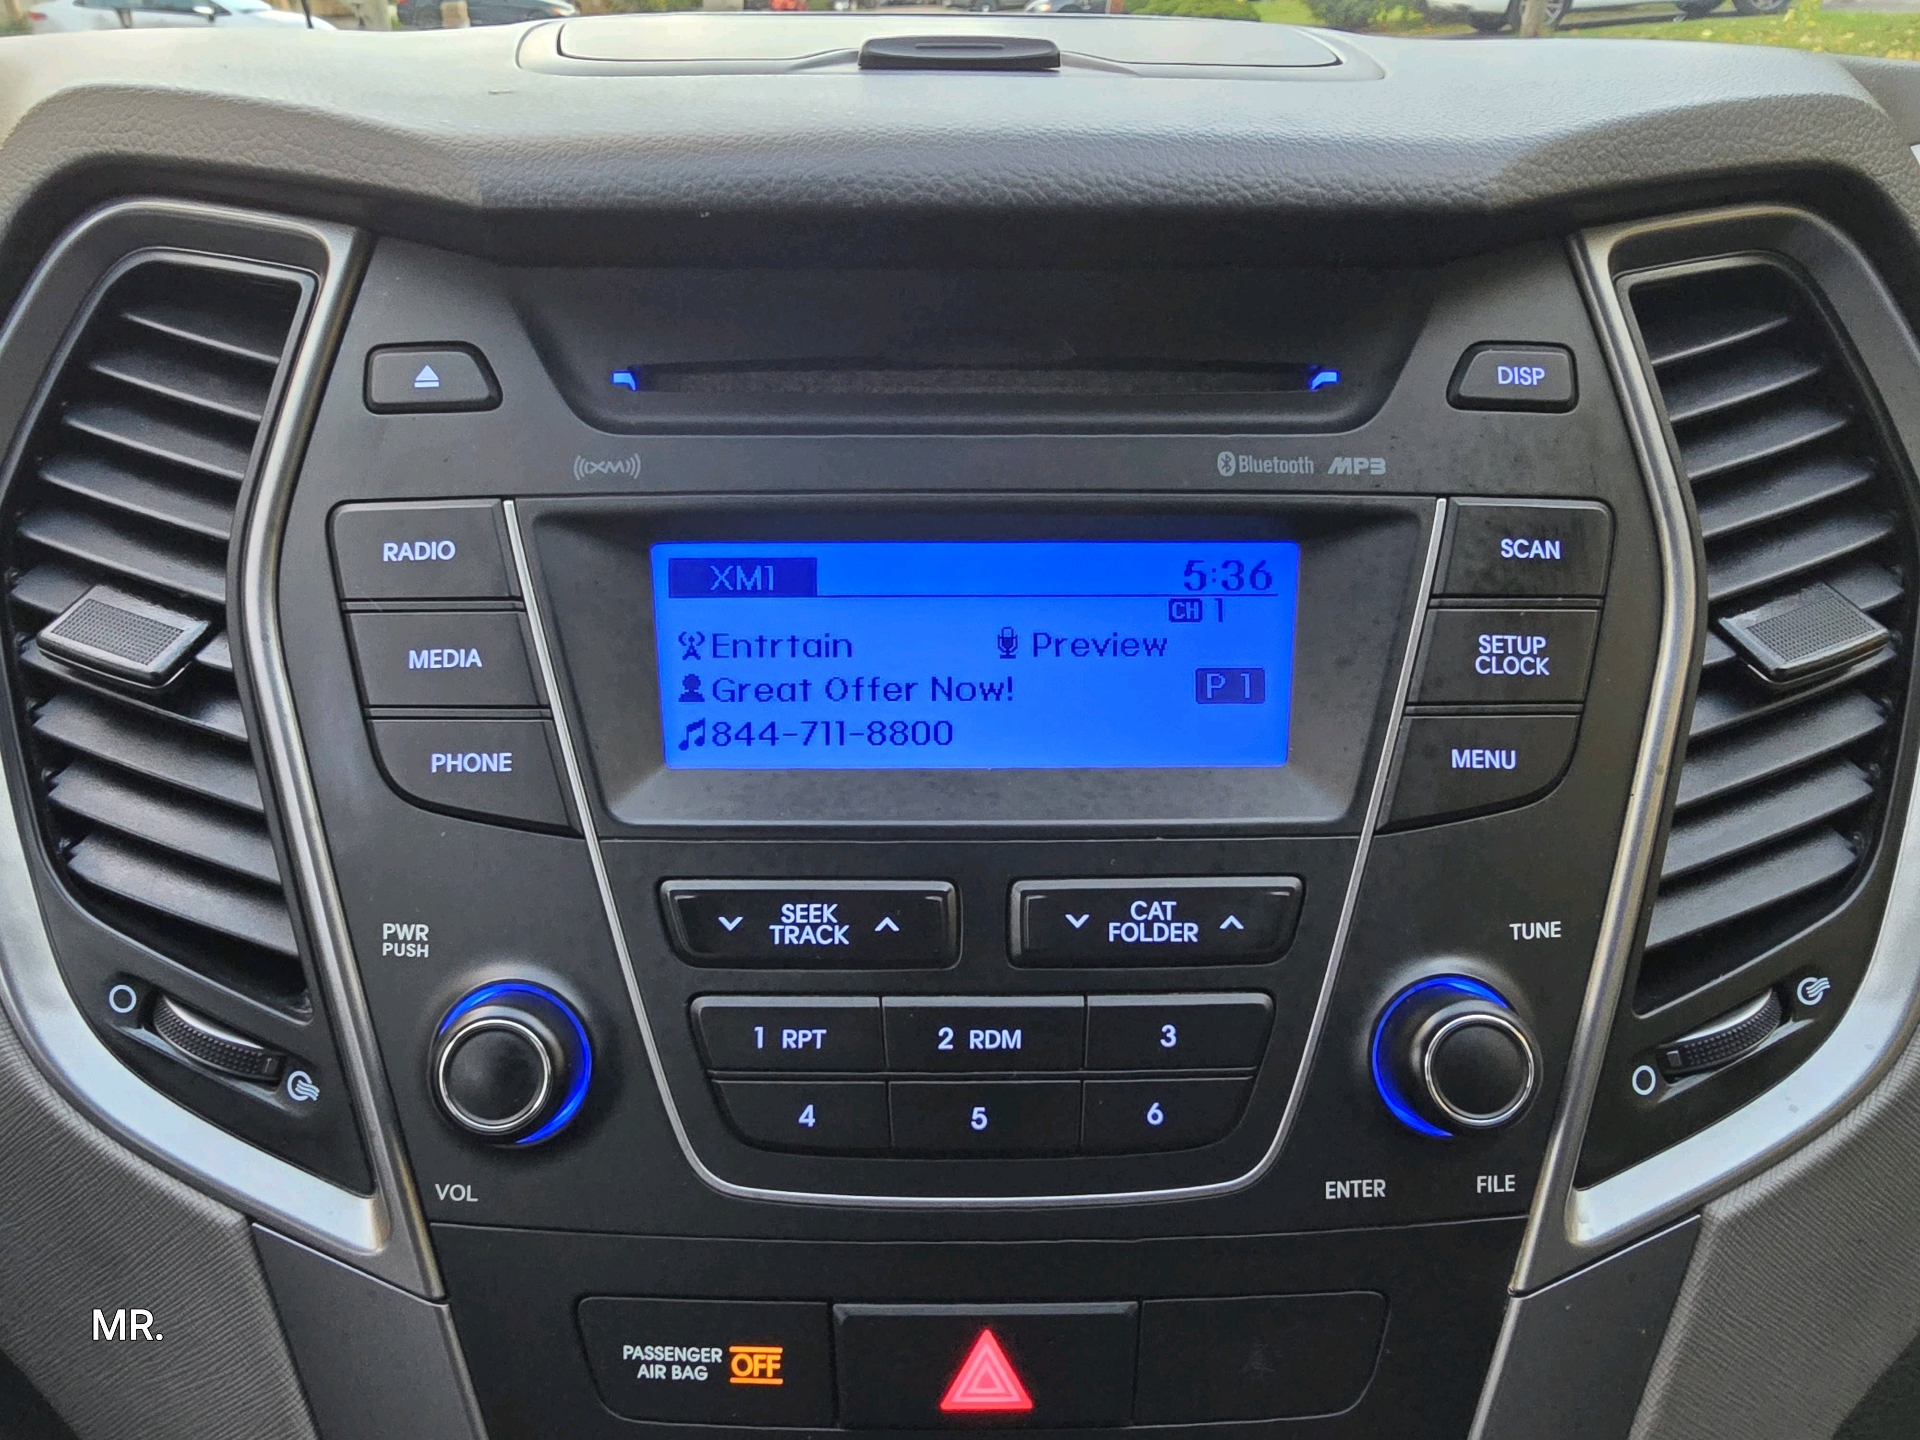 DISP
((XM))
Bluetooth MP3
RADIO
MEDIA
PHONE
XM1 5:36
CH 1
Entrtain Preview
Great Offer Now! P 1
844-711-8800
SCAN
SETUP
CLOCK
MENU
PWR
PUSH
VOL
SEEK
TRACK
CAT
FOLDER
1 RPT
2 RDM
3
4
5
6
TUNE
ENTER
FILE
PASSENGER
AIR BAG
OFF
MR.